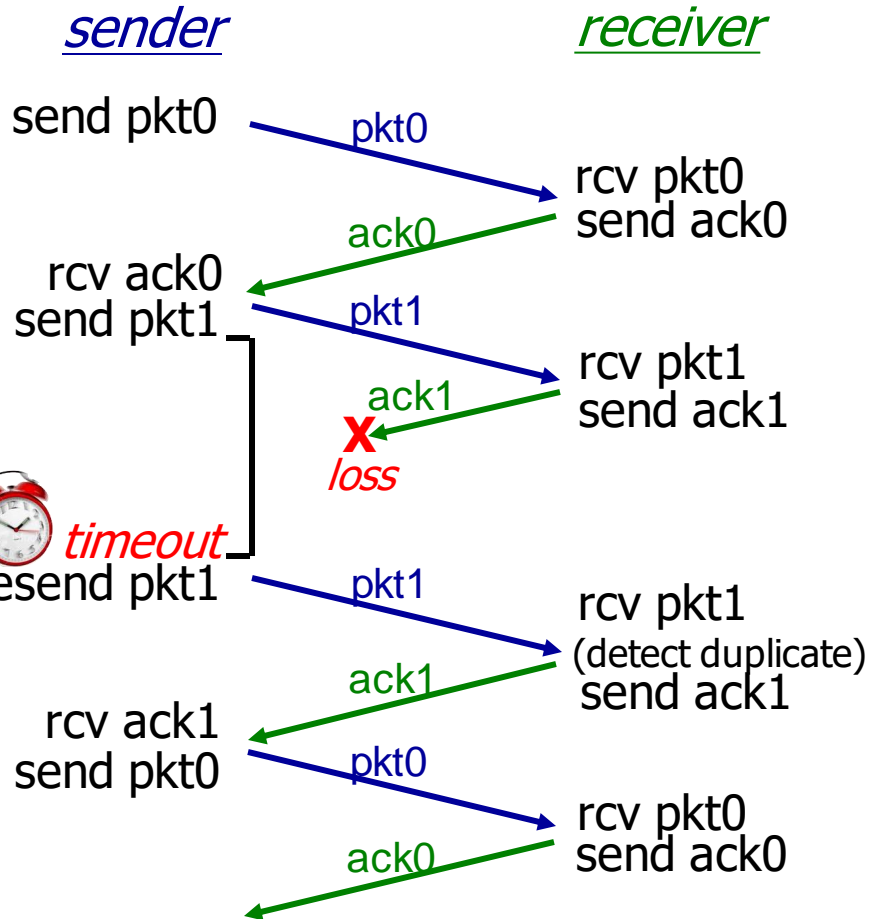 sender
receiver
send pkt0
pkt0
rcv pkt0
send ack0
ack0
rcv ack0
send pkt1
pkt1
rcv pkt1
send ack1
ack1
X
loss
timeout
esend pkt1
pkt1
rcv pkt1
(detect duplicate)
send ack1
ack1
rcv ack1
send pkt0
pkt0
rcv pkt0
send ack0
ack0